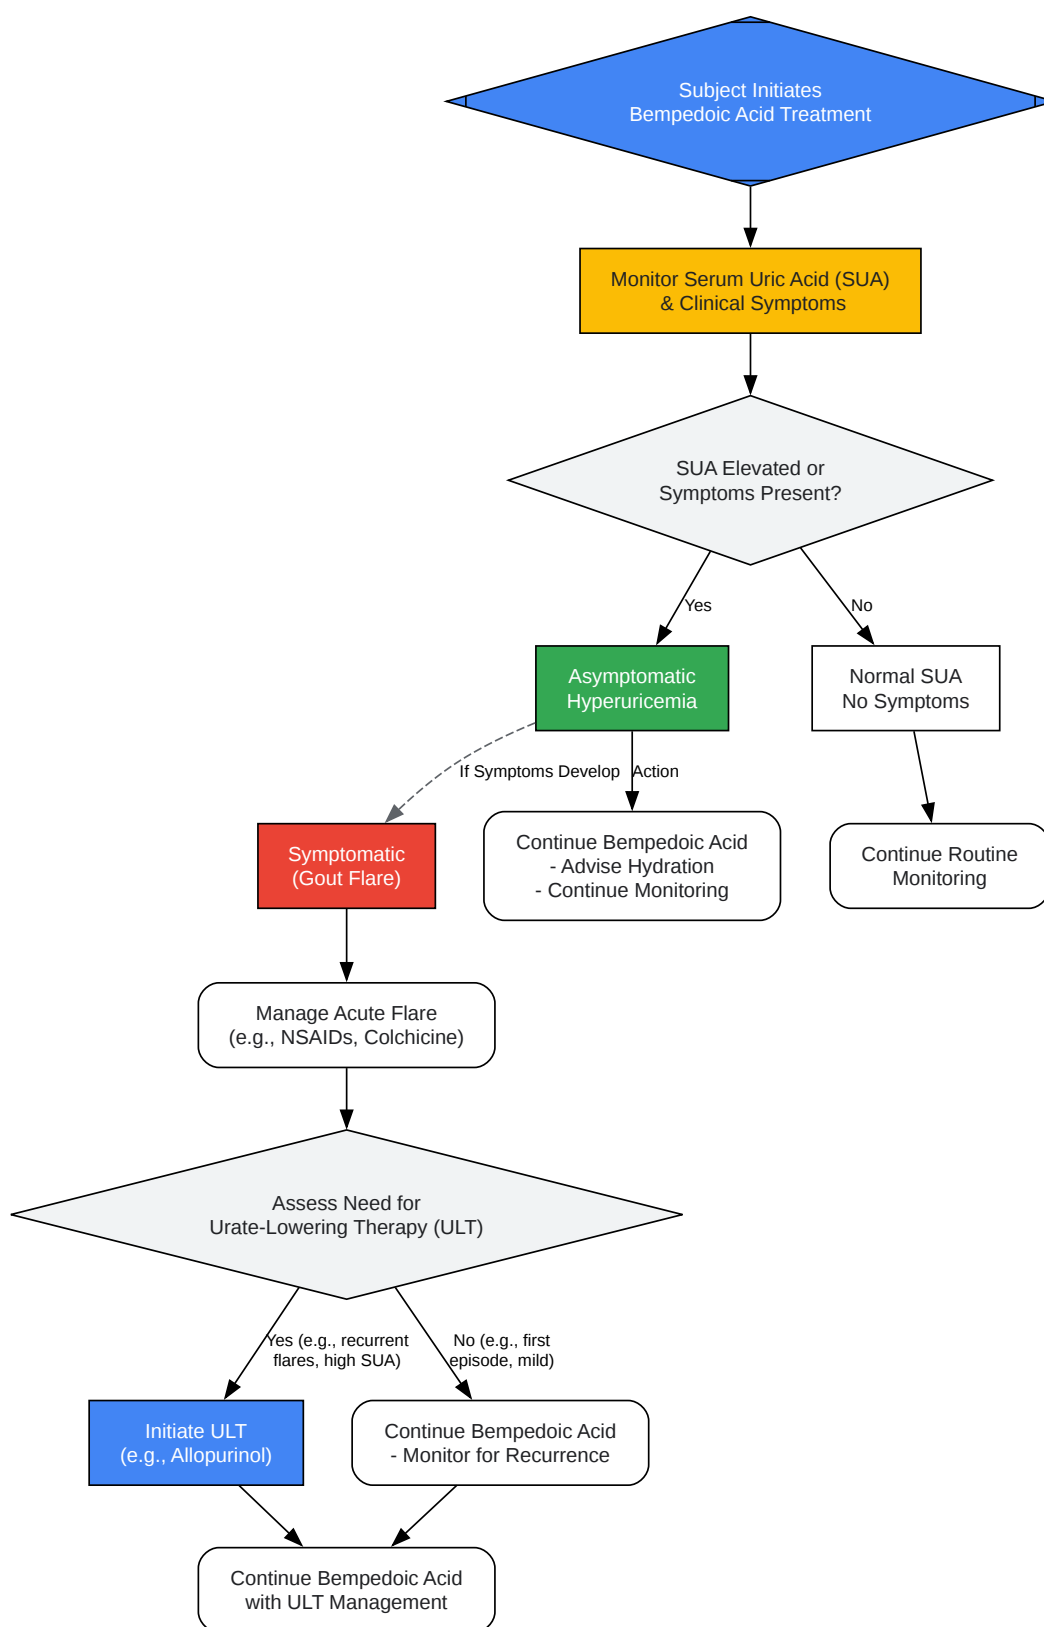 Subject Initiates
Bempedoic Acid Treatment
Monitor Serum Uric Acid (SUA)
& Clinical Symptoms
SUA Elevated or
Symptoms Present?
Yes
No
Asymptomatic
Hyperuricemia
Normal SUA
No Symptoms
If Symptoms Develop
Action
Symptomatic
(Gout Flare)
Continue Bempedoic Acid
- Advise Hydration
- Continue Monitoring
Continue Routine
Monitoring
Manage Acute Flare
(e.g., NSAIDs, Colchicine)
Assess Need for
Urate-Lowering Therapy (ULT)
Yes (e.g., recurrent
flares, high SUA)
No (e.g., first
episode, mild)
Initiate ULT
(e.g., Allopurinol)
Continue Bempedoic Acid
- Monitor for Recurrence
Continue Bempedoic Acid
with ULT Management